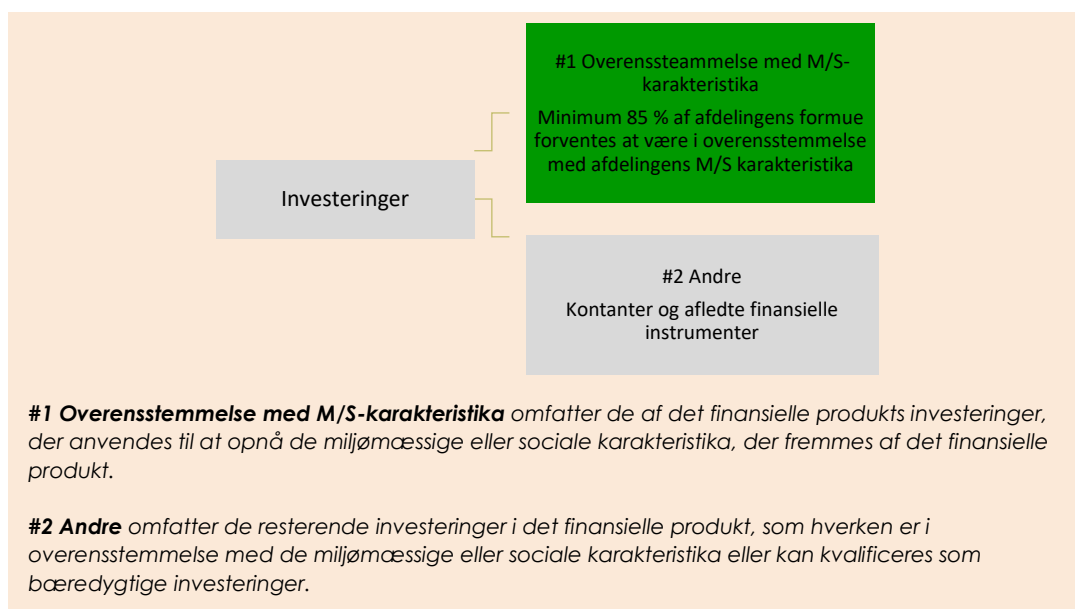 #1 Overenssteammelse med M/S-
karakteristika
Minimum 85 % af afdelingens formue
forventes at være i overensstemmelse
med afdelingens M/S karakteristika
Investeringer
#2 Andre
Kontanter og afledte finansielle
instrumenter
#1 Overensstemmelse med M/S-karakteristika omfatter de af det finansielle produkts investeringer,
der anvendes til at opnå de miljømæssige eller sociale karakteristika, der fremmes af det finansielle
produkt.
#2 Andre omfatter de resterende investeringer i det finansielle produkt, som hverken er i
overensstemmelse med de miljømæssige eller sociale karakteristika eller kan kvalificeres som
bæredygtige investeringer.